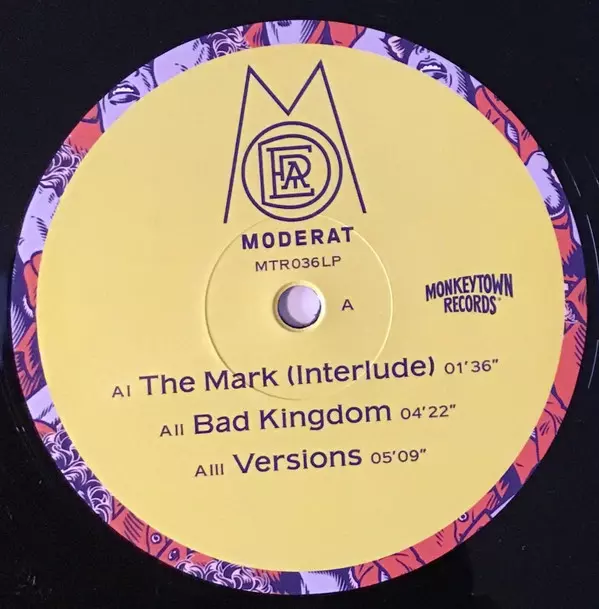 MODERAT
MTR036LP
A
MONKEYTOWN
RECORDS
AI The Mark (Interlude) 01'36"
AII Bad Kingdom 04'22"
AIII Versions 05'09"